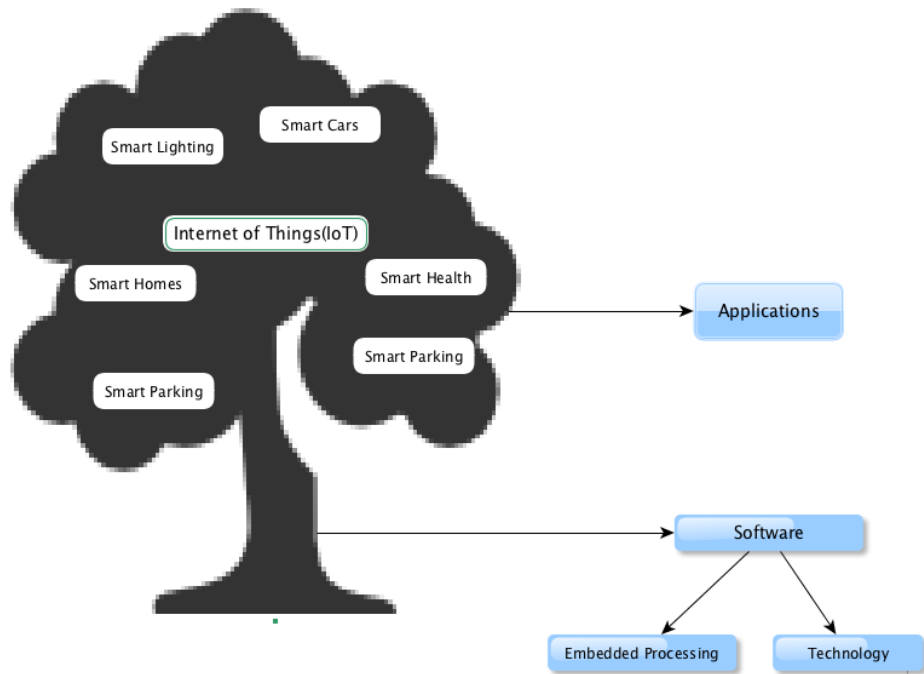 Smart Cars
Smart Lighting
Internet of Things(IoT)
Smart Health
Smart Homes
Applications
Smart Parking
Smart Parking
Software
Embedded Processing
Technology